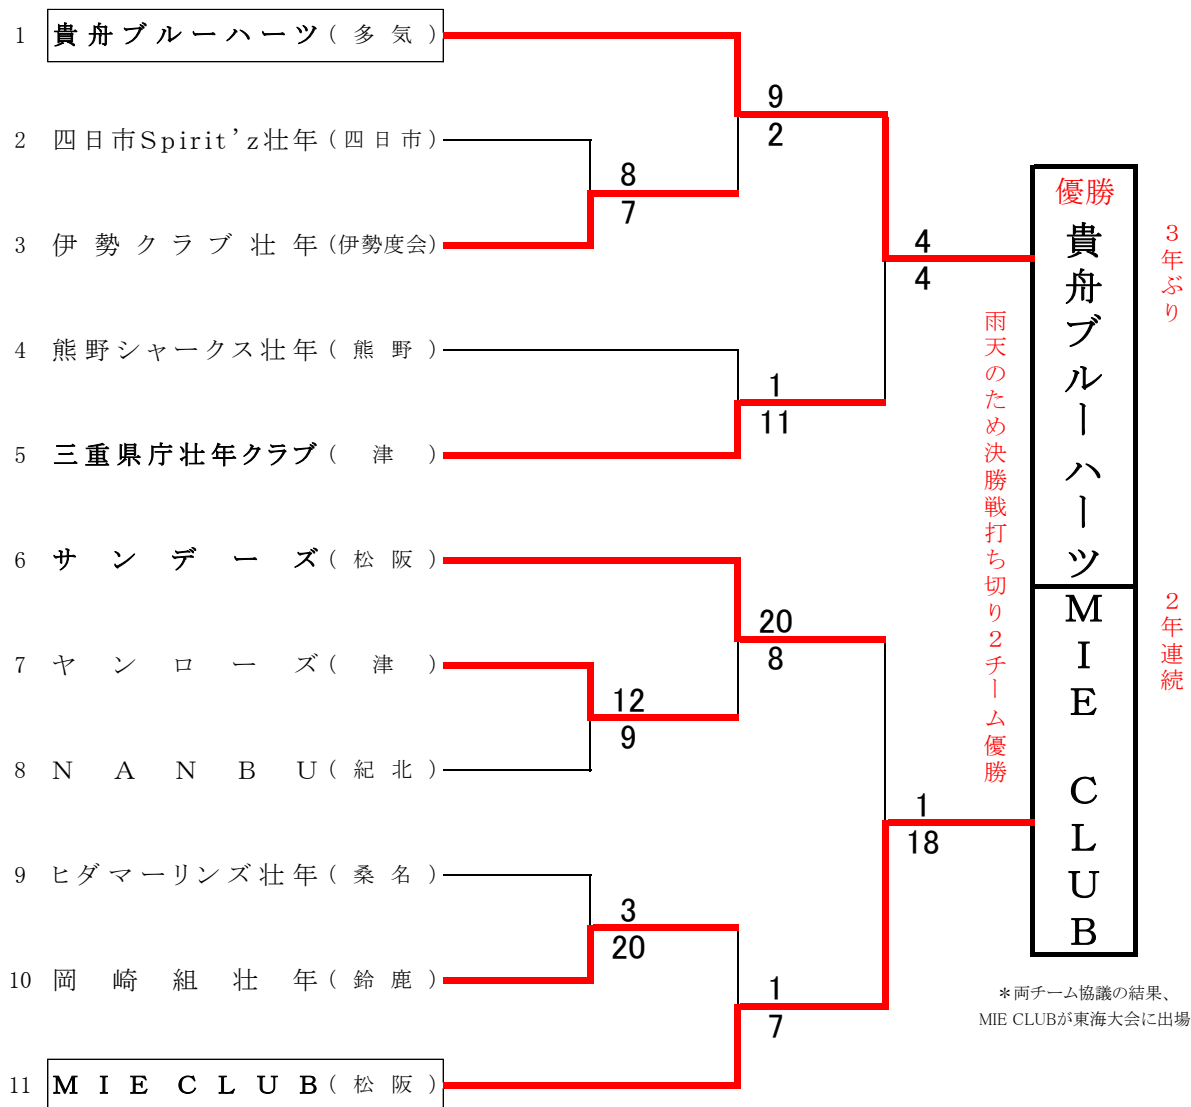 1 貴舟ブルーハーツ(多気)
2 四日市Spirit’z壮年(四日市)
3 伊勢クラブ壮年(伊勢度会)
4 熊野シャークス壮年(熊野)
5 三重県庁壮年クラブ(津)
6 サンデーズ(松阪)
7 ヤンローズ(津)
8 NANBU(紀北)
9 ヒダマーリンズ壮年(桑名)
10 岡崎組壮年(鈴鹿)
11 MIE CLUB(松阪)
8
7
12
9
3
20
9
2
1
11
20
8
1
7
4
4
1
18
雨天のため決勝戦打ち切り2チーム優勝
優勝
貴舟ブルーハーツ
MIE CLUB
3年ぶり
2年連続
*両チーム協議の結果、
MIE CLUBが東海大会に出場